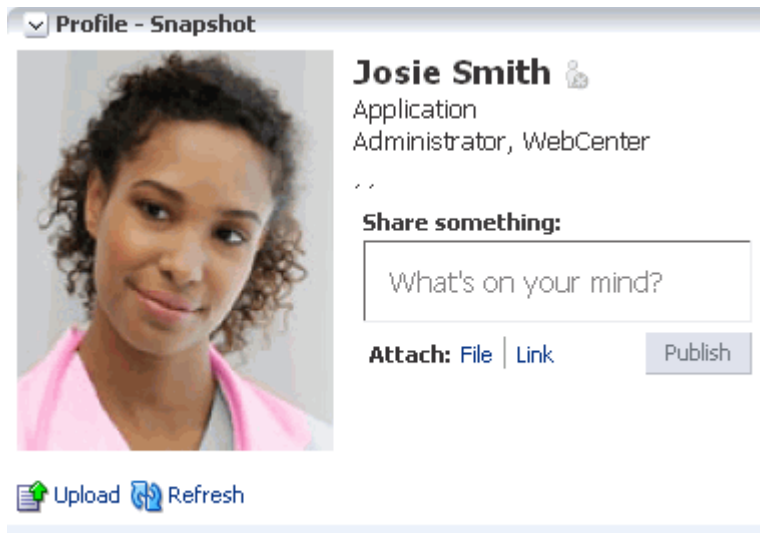 Profile - Snapshot
Josie Smith
Application
Administrator, WebCenter
, ,
Share something:
What's on your mind?
Attach: File | Link Publish
Upload Refresh